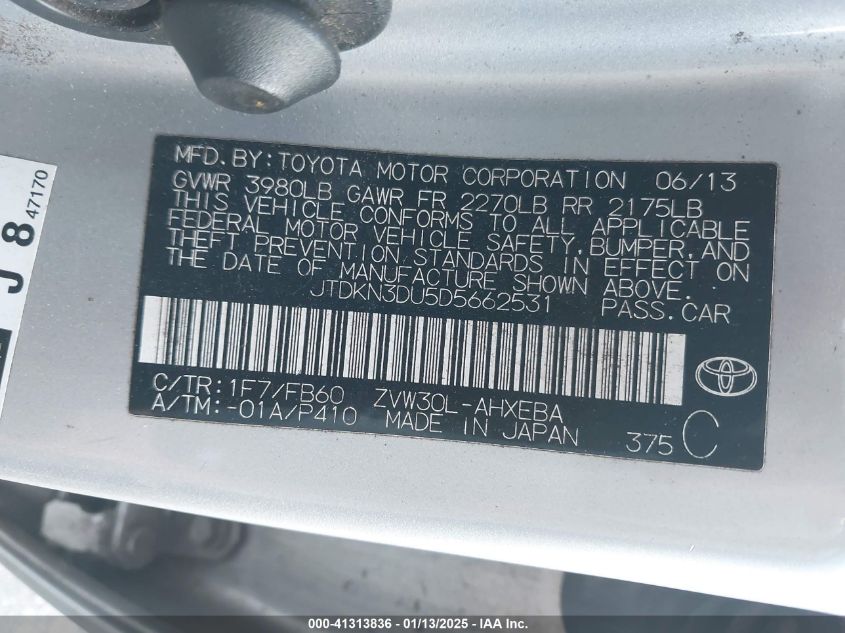 MFD. BY: TOYOTA MOTOR CORPORATION 06/13
GVWR 3980LB GAWR FR 2270LB RR 2175LB
THIS VEHICLE CONFORMS TO ALL APPLICABLE
FEDERAL MOTOR VEHICLE SAFETY, BUMPER, AND
THEFT PREVENTION STANDARDS IN EFFECT ON
THE DATE OF MANUFACTURE SHOWN ABOVE.
JTDKN3DU5D5662531 PASS. CAR
C/TR: 1F7/FB60 ZVW30L-AHXEBA
A/TM: -01A/P410 MADE IN JAPAN 375 C
J 8 47170
000-41313836 - 01/13/2025 - IAA, Inc.